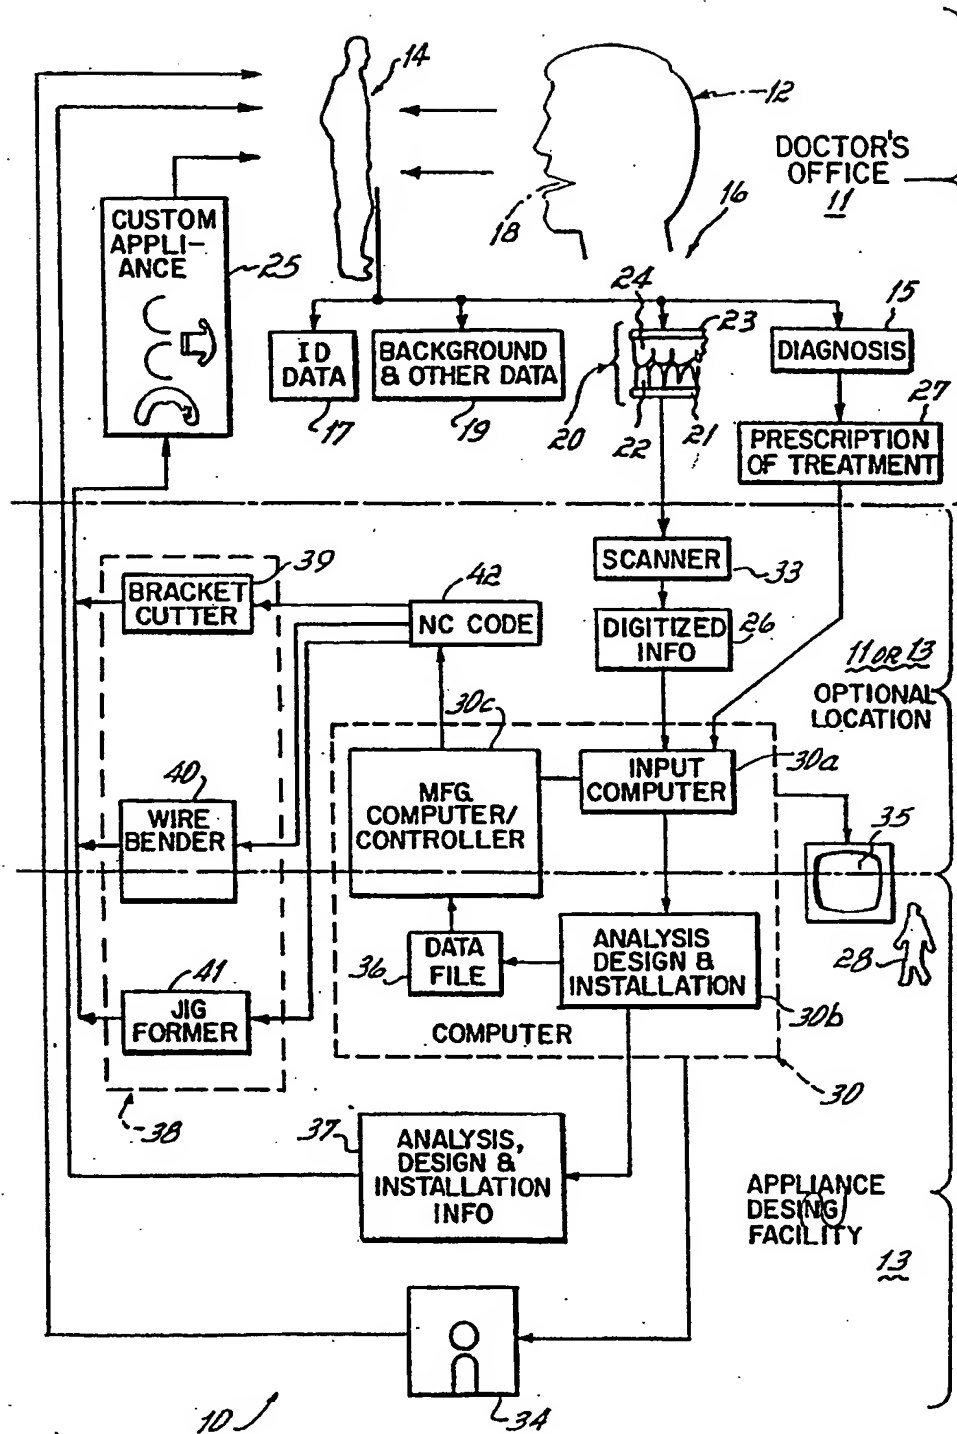 14
12
DOCTOR'S
OFFICE
11
18
16
CUSTOM
APPLI-
ANCE
25
24
23
15
ID
DATA
17
BACKGROUND
& OTHER DATA
19
20
22
21
DIAGNOSIS
27
PRESCRIPTION
OF TREATMENT
SCANNER
33
39
BRACKET
CUTTER
42
NC CODE
DIGITIZED
INFO
26
11 OR 13
OPTIONAL
LOCATION
30c
MFG.
COMPUTER/
CONTROLLER
INPUT
COMPUTER
30a
40
WIRE
BENDER
35
28
36
DATA
FILE
ANALYSIS
DESIGN &
INSTALLATION
30b
41
JIG
FORMER
COMPUTER
30
38
37
ANALYSIS,
DESIGN &
INSTALLATION
INFO
APPLIANCE
DESING
FACILITY
13
34
10